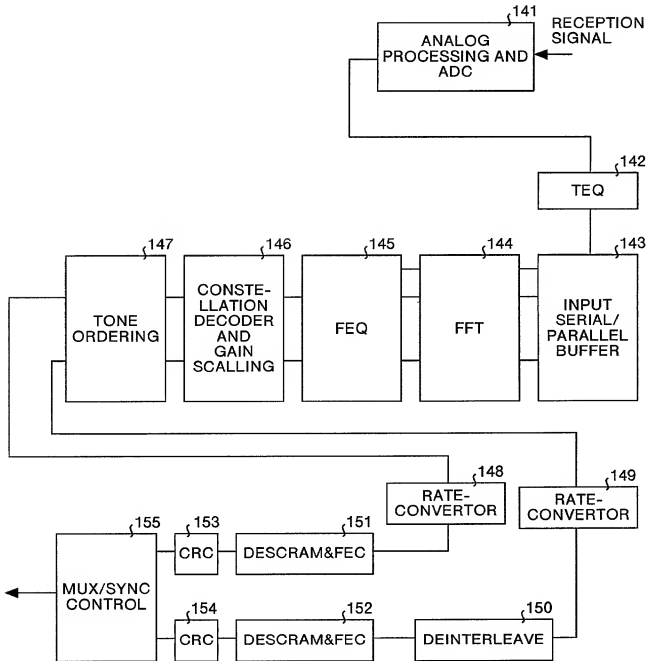 141
RECEPTION
SIGNAL
ANALOG
PROCESSING AND
ADC
142
TEQ
147
146
145
144
143
TONE
ORDERING
CONSTE-
LLATION
DECODER
AND
GAIN
SCALLING
FEQ
FFT
INPUT
SERIAL/
PARALLEL
BUFFER
148
RATE-
CONVERTOR
149
RATE-
CONVERTOR
155
153
151
MUX/SYNC
CONTROL
CRC
DESCRAM&FEC
154
152
150
CRC
DESCRAM&FEC
DEINTERLEAVE